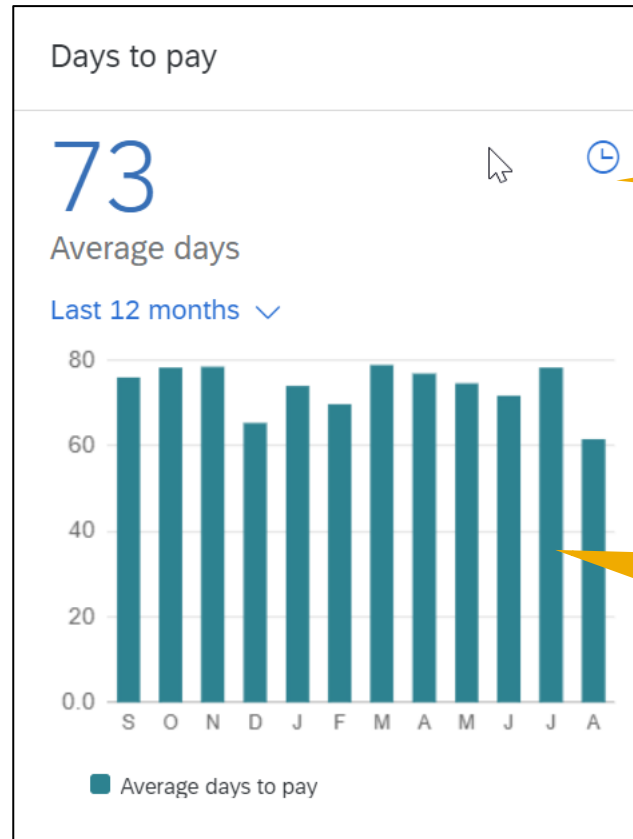 Days to pay
73
Average days
Last 12 months
80
60
40
20
0.0
S O N D J F M A M J J A
Average days to pay